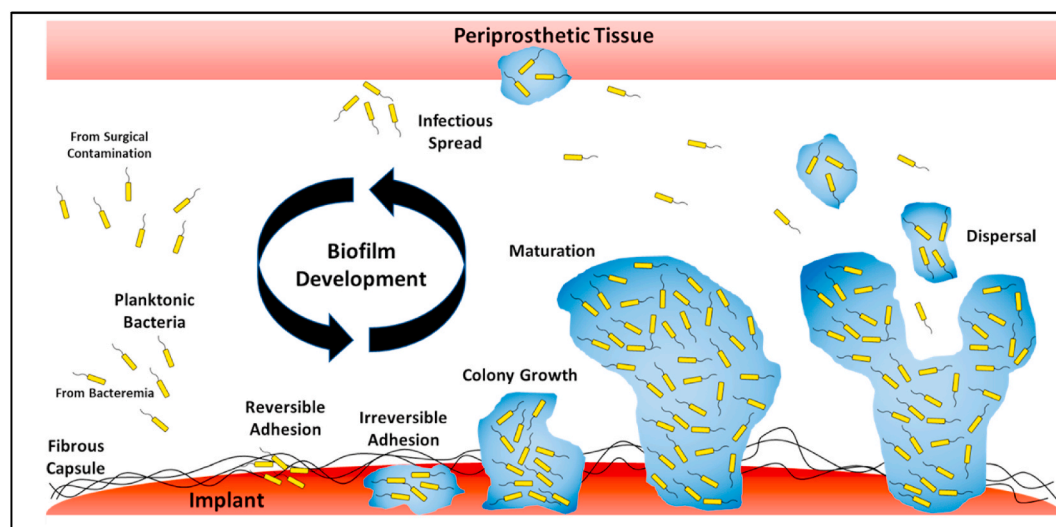 Periprosthetic Tissue
Infectious
Spread
From Surgical
Contamination
Biofilm
Development
Maturation
Dispersal
Planktonic
Bacteria
From Bacteremia
Colony Growth
Reversible
Adhesion
Irreversible
Adhesion
Fibrous
Capsule
Implant